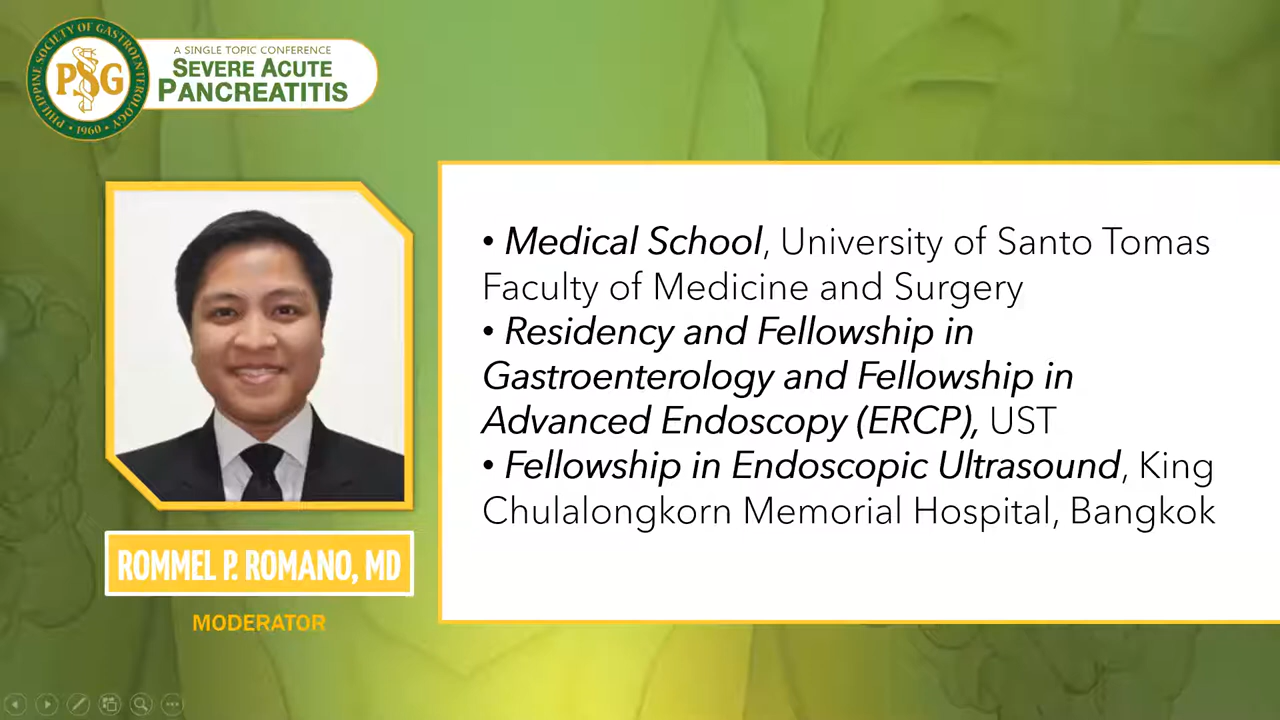 PHILIPPINE SOCIETY OF GASTROENTEROLOGY
PSG
• 1960 •
A SINGLE TOPIC CONFERENCE
SEVERE ACUTE
PANCREATITIS
• Medical School, University of Santo Tomas
Faculty of Medicine and Surgery
• Residency and Fellowship in
Gastroenterology and Fellowship in
Advanced Endoscopy (ERCP), UST
• Fellowship in Endoscopic Ultrasound, King
Chulalongkorn Memorial Hospital, Bangkok
ROMMEL P. ROMANO, MD
MODERATOR